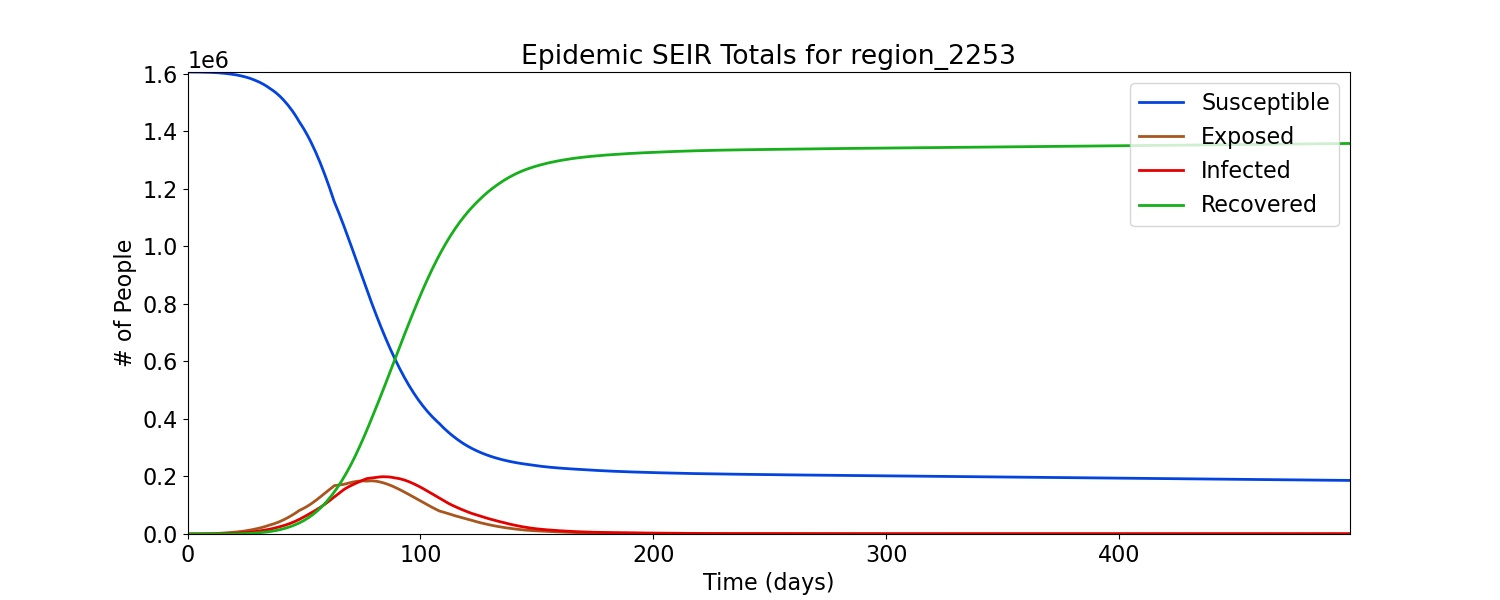 Epidemic SEIR Totals for region_2253
1e6
1.6
1.4
1.2
1.0
0.8
0.6
0.4
0.2
0.0
# of People
Susceptible
Exposed
Infected
Recovered
0 100 200 300 400
Time (days)